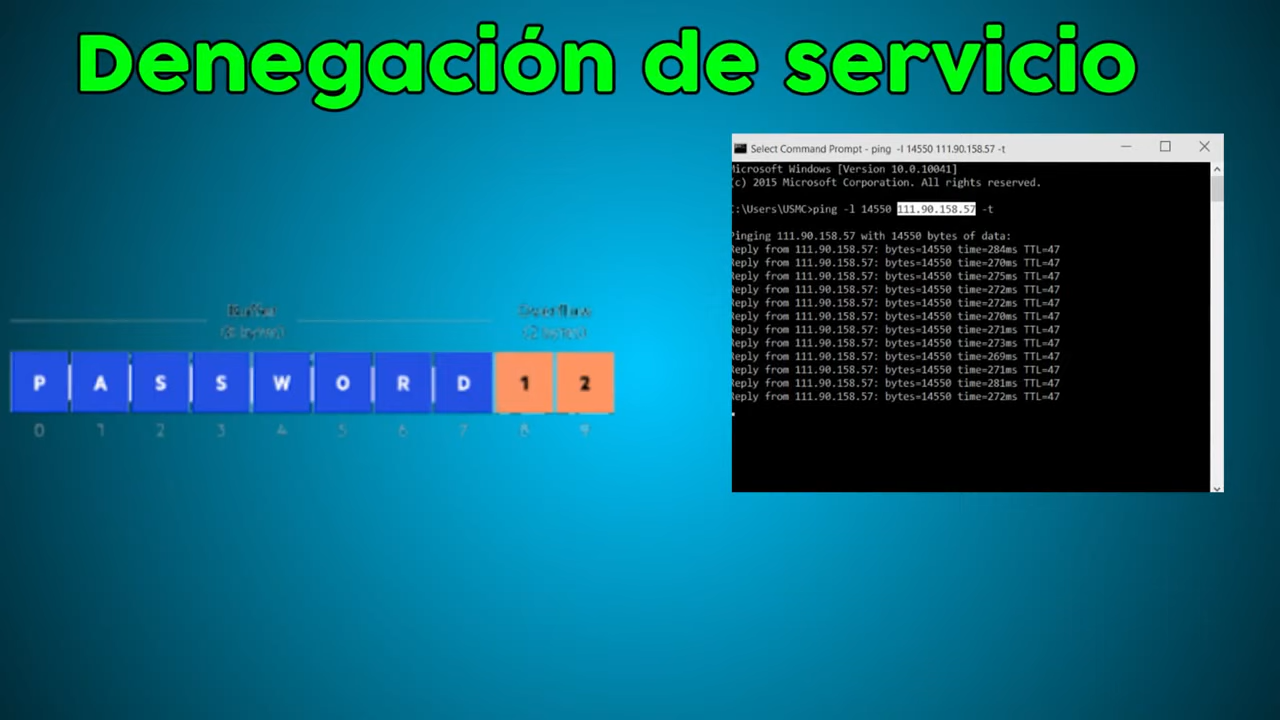 Denegación de servicio
Select Command Prompt - ping -l 14550 111.90.158.57 -t
Microsoft Windows [Version 10.0.10041]
(c) 2015 Microsoft Corporation. All rights reserved.
C:\Users\USMC>ping -l 14550 111.90.158.57 -t
Pinging 111.90.158.57 with 14550 bytes of data:
Reply from 111.90.158.57: bytes=14550 time=284ms TTL=47
Reply from 111.90.158.57: bytes=14550 time=270ms TTL=47
Reply from 111.90.158.57: bytes=14550 time=275ms TTL=47
Reply from 111.90.158.57: bytes=14550 time=272ms TTL=47
Reply from 111.90.158.57: bytes=14550 time=272ms TTL=47
Reply from 111.90.158.57: bytes=14550 time=270ms TTL=47
Reply from 111.90.158.57: bytes=14550 time=271ms TTL=47
Reply from 111.90.158.57: bytes=14550 time=273ms TTL=47
Reply from 111.90.158.57: bytes=14550 time=269ms TTL=47
Reply from 111.90.158.57: bytes=14550 time=271ms TTL=47
Reply from 111.90.158.57: bytes=14550 time=281ms TTL=47
Reply from 111.90.158.57: bytes=14550 time=272ms TTL=47
P A S S W O R D 1 2
0 1 2 3 4 5 6 7 8 9